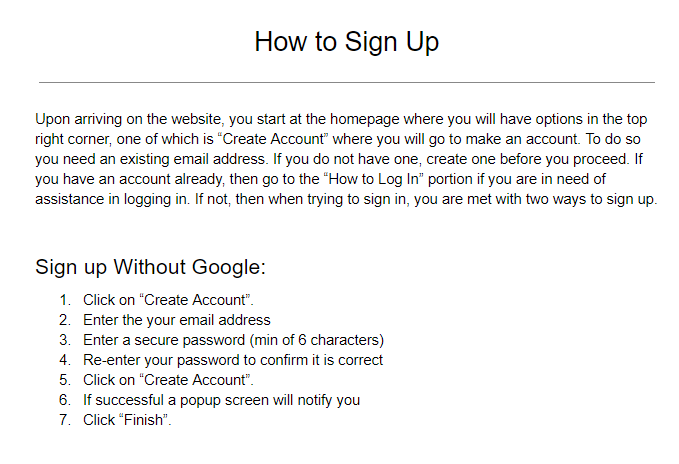 How to Sign Up
Upon arriving on the website, you start at the homepage where you will have options in the top
right corner, one of which is “Create Account” where you will go to make an account. To do so
you need an existing email address. If you do not have one, create one before you proceed. If
you have an account already, then go to the “How to Log In” portion if you are in need of
assistance in logging in. If not, then when trying to sign in, you are met with two ways to sign up.
Sign up Without Google:
1. Click on “Create Account”.
2. Enter the your email address
3. Enter a secure password (min of 6 characters)
4. Re-enter your password to confirm it is correct
5. Click on “Create Account”.
6. If successful a popup screen will notify you
7. Click “Finish”.